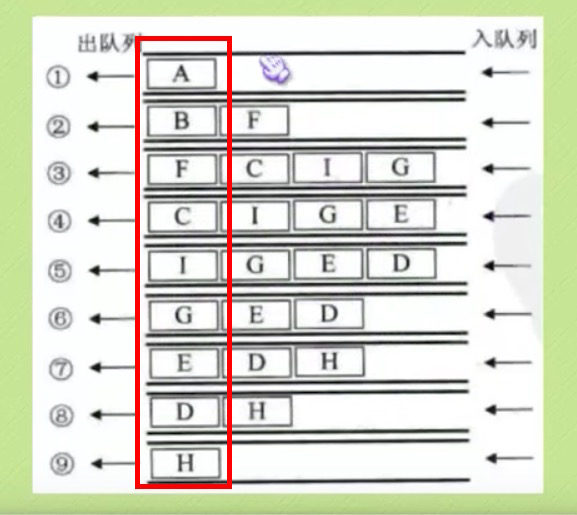 出队列 入队列
① A
② B F
③ F C I G
④ C I G E
⑤ I G E D
⑥ G E D
⑦ E D H
⑧ D H
⑨ H